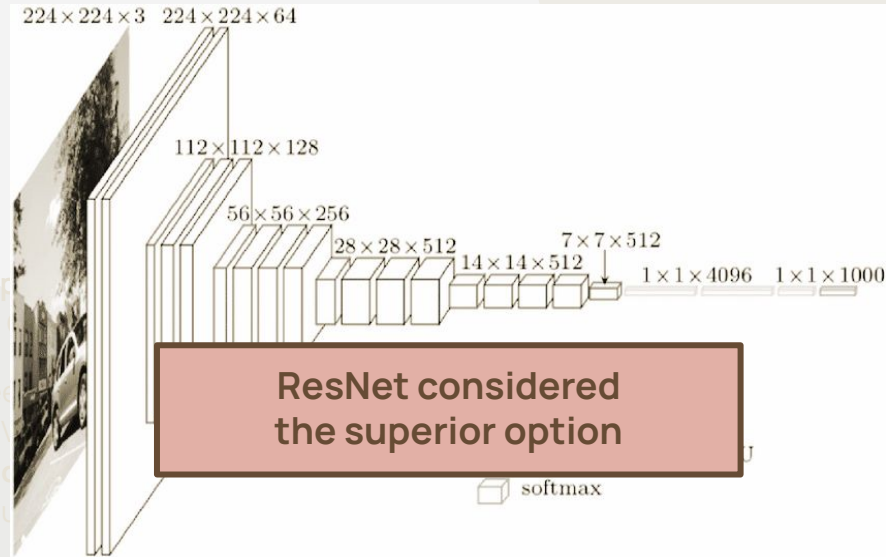 224×224×3 224×224×64
112×112×128
56×56×256
28×28×512
7×7×512
14×14×512
1×1×4096 1×1×1000
ResNet considered
the superior option
U
softmax